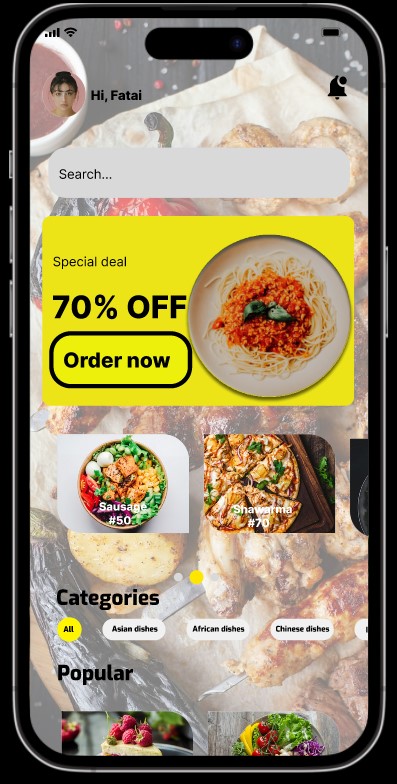 Hi, Fatai
Search...
Special deal
70% OFF
Order now
Sausage
#50
Shawarma
#70
Categories
All
Asian dishes
African dishes
Chinese dishes
Popular